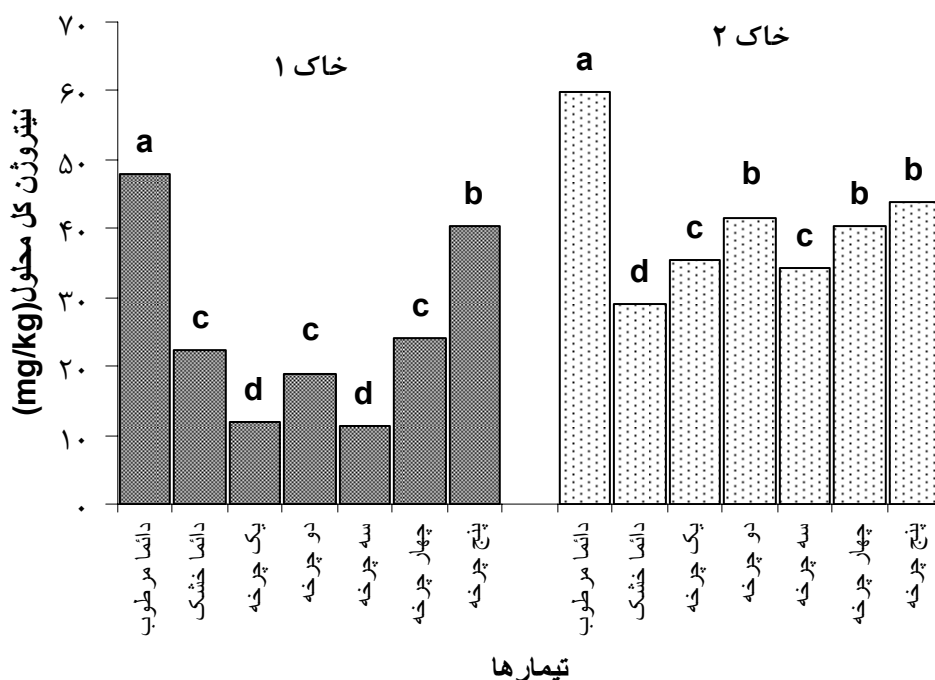 خاک ۱
خاک ۲
نیتروژن کل محلول(mg/kg)
۷۰
۶۰
۵۰
۴۰
۳۰
۲۰
۱۰
۰
a
c
d
c
d
c
b
a
d
c
b
c
b
b
دائما مرطوب
دائما خشک
یک چرخه
دو چرخه
سه چرخه
چهار چرخه
پنج چرخه
دائما مرطوب
دائما خشک
یک چرخه
دو چرخه
سه چرخه
چهار چرخه
پنج چرخه
تیمارها